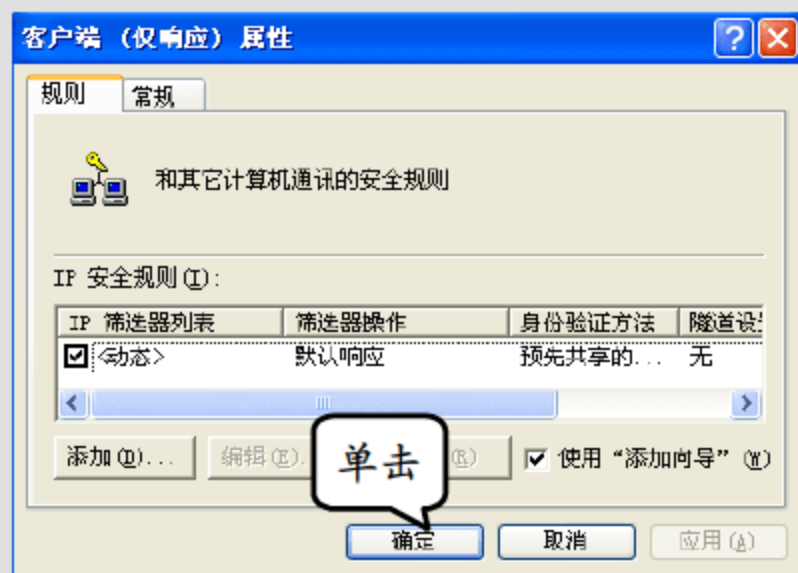 客户端 (仅响应) 属性
规则 常规
和其它计算机通讯的安全规则
IP 安全规则(I):
IP 筛选器列表 筛选器操作 身份验证方法 隧道设
<动态> 默认响应 预先共享的... 无
添加(D)... 编辑(E). (R) 使用“添加向导”(W)
单击
确定 取消 应用(A)